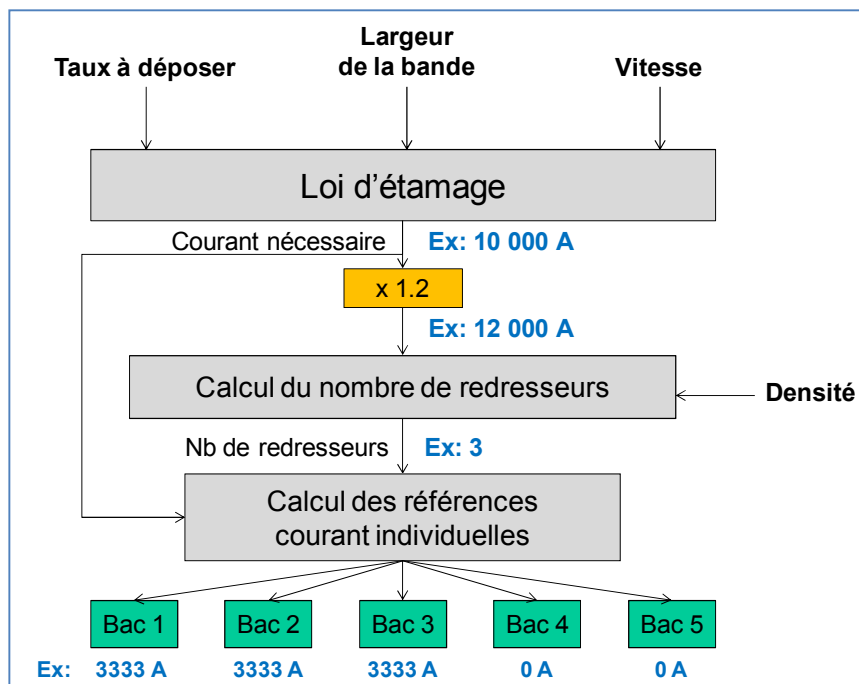 Taux à déposer
Largeur
de la bande
Vitesse
Loi d'étamage
Courant nécessaire
Ex: 10 000 A
x 1.2
Ex: 12 000 A
Calcul du nombre de redresseurs
Densité
Nb de redresseurs
Ex: 3
Calcul des références
courant individuelles
Bac 1 Bac 2 Bac 3 Bac 4 Bac 5
Ex: 3333 A 3333 A 3333 A 0 A 0 A